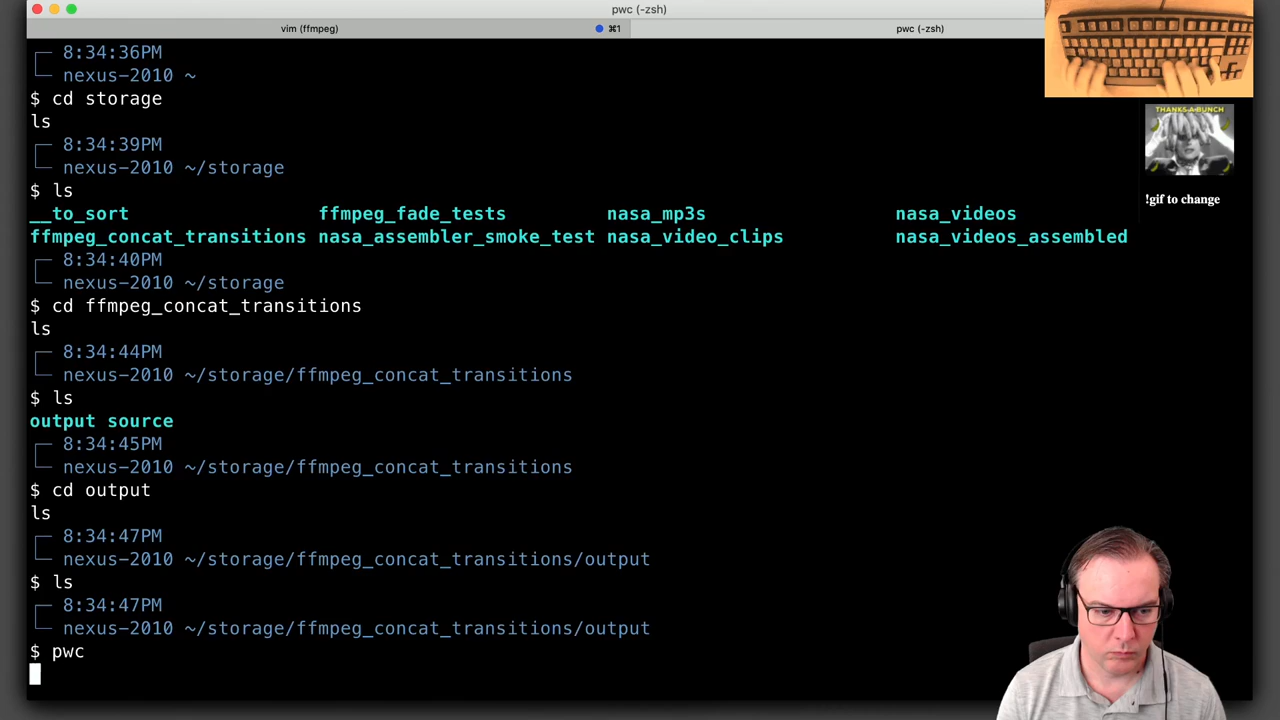 pwc (-zsh)
vim (ffmpeg) ⌘1 pwc (-zsh)
8:34:36PM
nexus-2010 ~
$ cd storage
ls
8:34:39PM
nexus-2010 ~/storage
$ ls
__to_sort ffmpeg_fade_tests nasa_mp3s nasa_videos
ffmpeg_concat_transitions nasa_assembler_smoke_test nasa_video_clips nasa_videos_assembled
8:34:40PM
nexus-2010 ~/storage
$ cd ffmpeg_concat_transitions
ls
8:34:44PM
nexus-2010 ~/storage/ffmpeg_concat_transitions
$ ls
output source
8:34:45PM
nexus-2010 ~/storage/ffmpeg_concat_transitions
$ cd output
ls
8:34:47PM
nexus-2010 ~/storage/ffmpeg_concat_transitions/output
$ ls
8:34:47PM
nexus-2010 ~/storage/ffmpeg_concat_transitions/output
$ pwc
THANKS A BUNCH
!gif to change